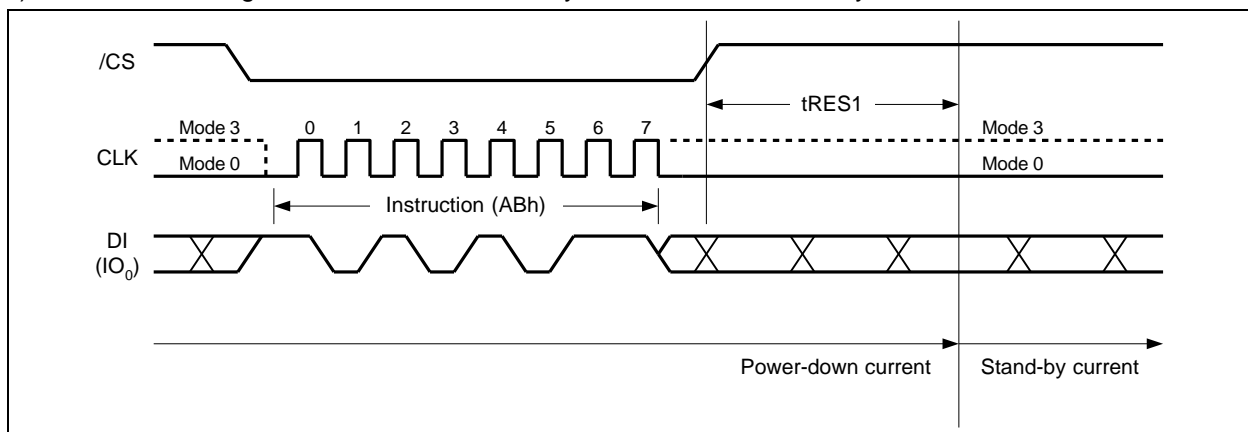 /CS
tRES1
Mode 3 0 1 2 3 4 5 6 7 Mode 3
CLK
Mode 0 Mode 0
Instruction (ABh)
DI
(IO0)
Power-down current Stand-by current